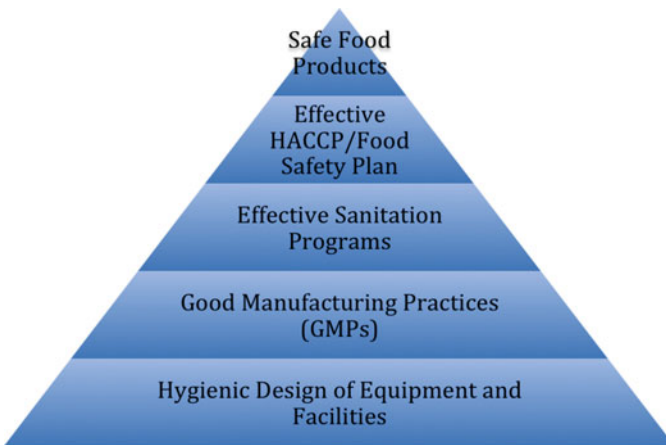 Safe Food
Products
Effective
HACCP/Food
Safety Plan
Effective Sanitation
Programs
Good Manufacturing Practices
(GMPs)
Hygienic Design of Equipment and
Facilities